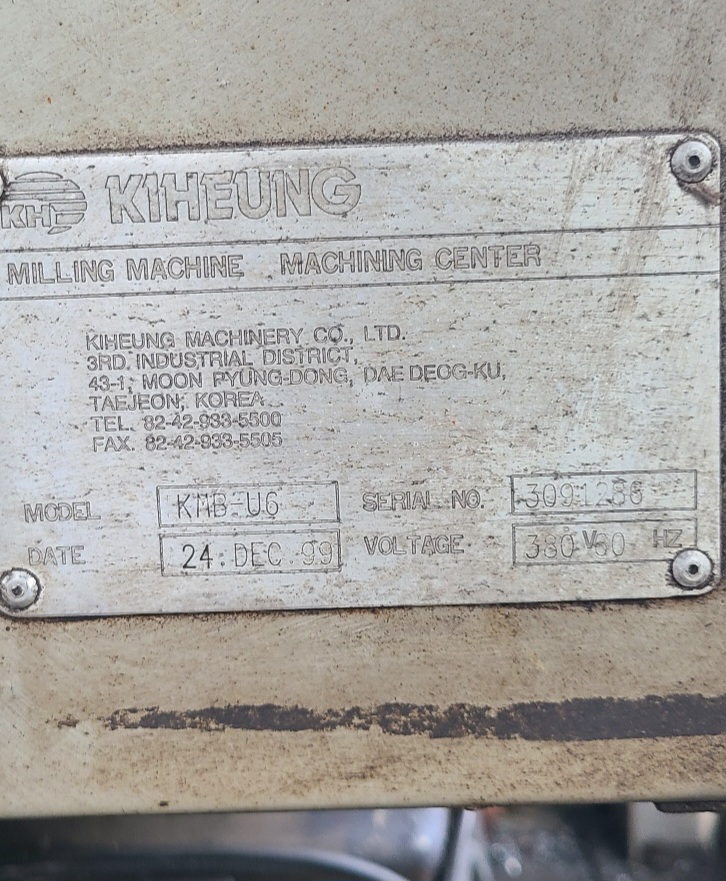 KHI KIHEUNG
MILLING MACHINE MACHINING CENTER
KIHEUNG MACHINERY CO., LTD.
3RD. INDUSTRIAL DISTRICT,
43-1, MOON PYUNG-DONG, DAE DEOG-KU,
TAEJEON, KOREA
TEL. 82-42-933-5500
FAX. 82-42-933-5505
MODEL KMB-U6 SERIAL NO. 3091286
DATE 24. DEC. 99 VOLTAGE 380 V60 HZ